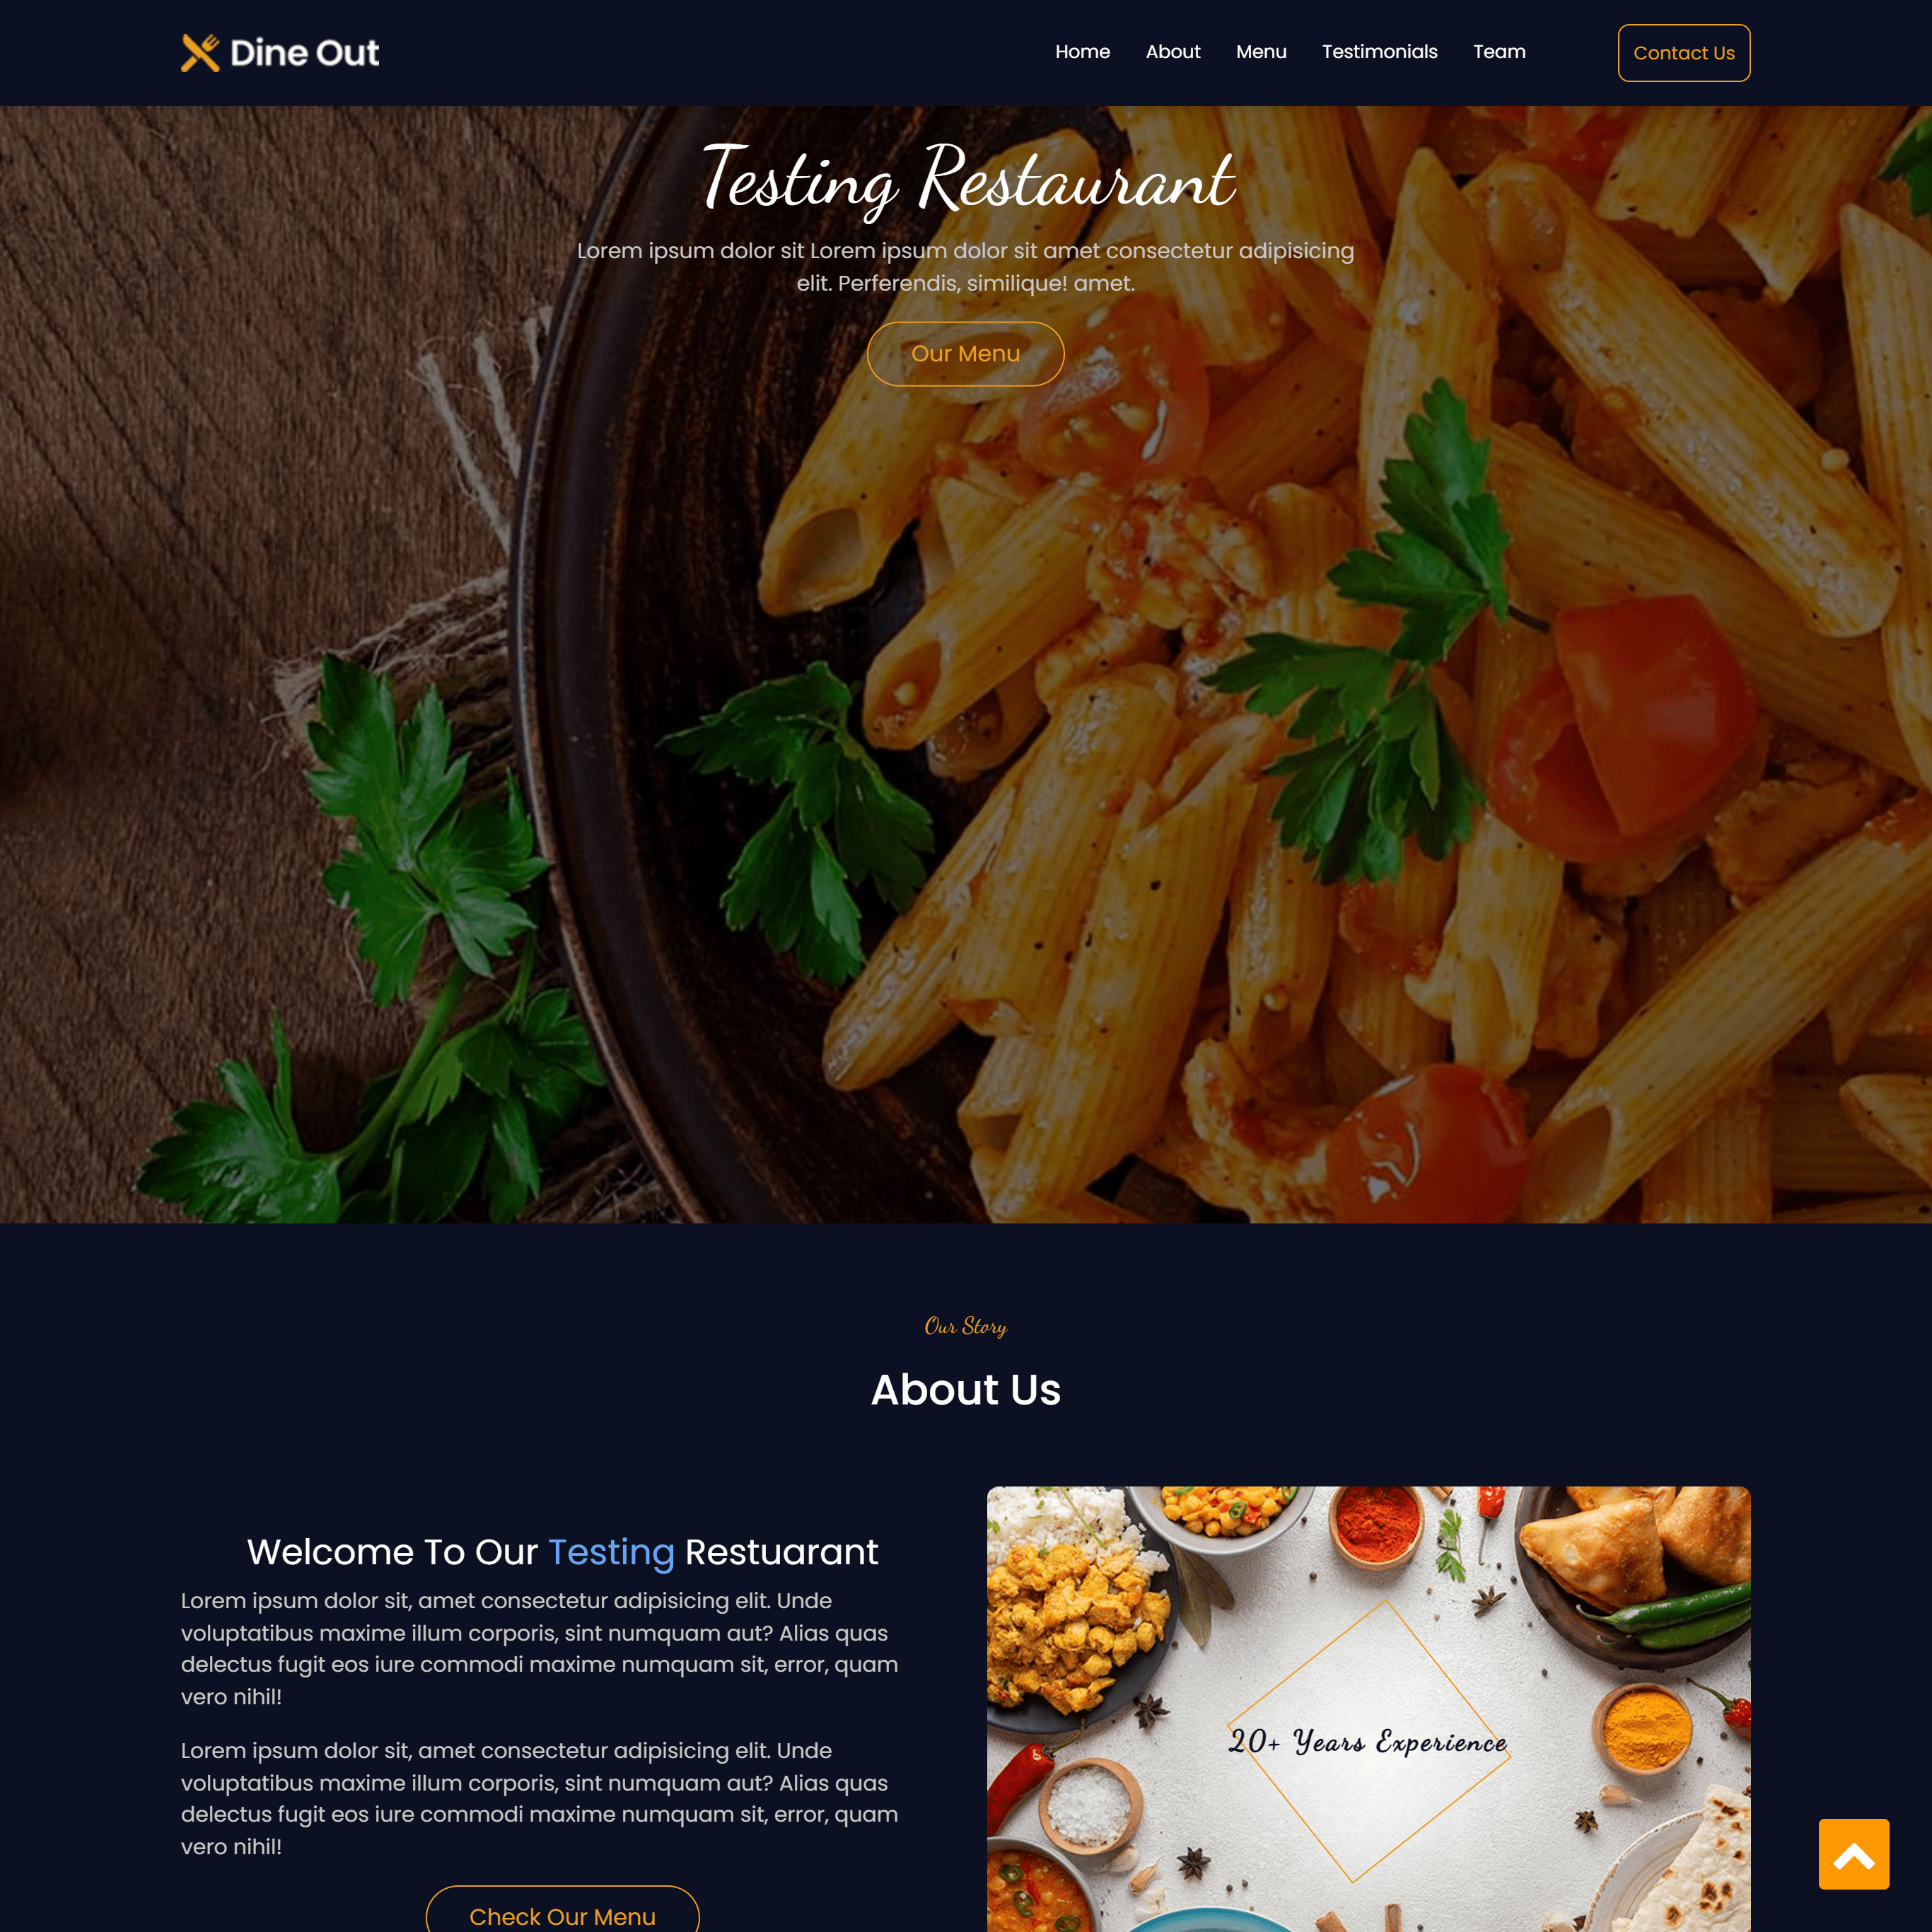 Dine Out
Home About Menu Testimonials Team Contact Us
Testing Restaurant
Lorem ipsum dolor sit Lorem ipsum dolor sit amet consectetur adipisicing
elit. Perferendis, similique! amet.
Our Menu
Our Story
About Us
Welcome To Our Testing Restuarant
Lorem ipsum dolor sit, amet consectetur adipisicing elit. Unde
voluptatibus maxime illum corporis, sint numquam aut? Alias quas
delectus fugit eos iure commodi maxime numquam sit, error, quam
vero nihil!
Lorem ipsum dolor sit, amet consectetur adipisicing elit. Unde
voluptatibus maxime illum corporis, sint numquam aut? Alias quas
delectus fugit eos iure commodi maxime numquam sit, error, quam
vero nihil!
Check Our Menu
20+ Years Experience